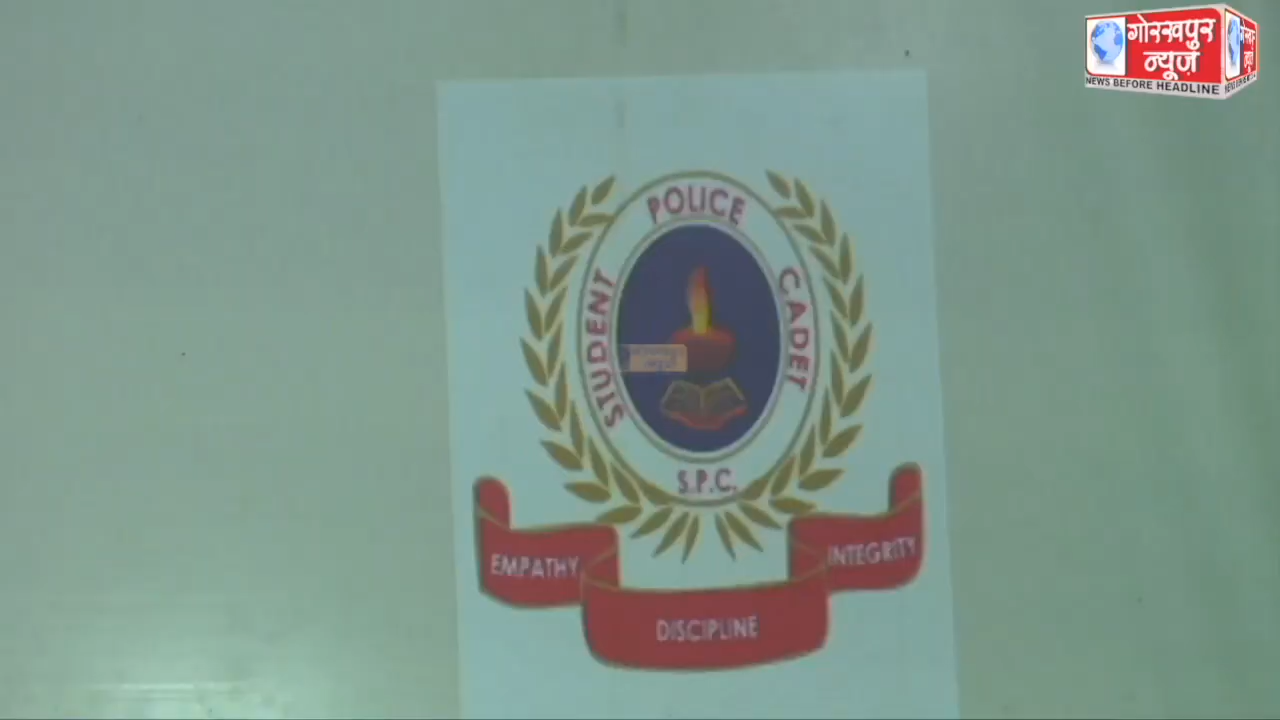 गोरखपुर
न्यूज़
NEWS BEFORE HEADLINE
STUDENT POLICE CADET
S.P.C.
EMPATHY
DISCIPLINE
INTEGRITY